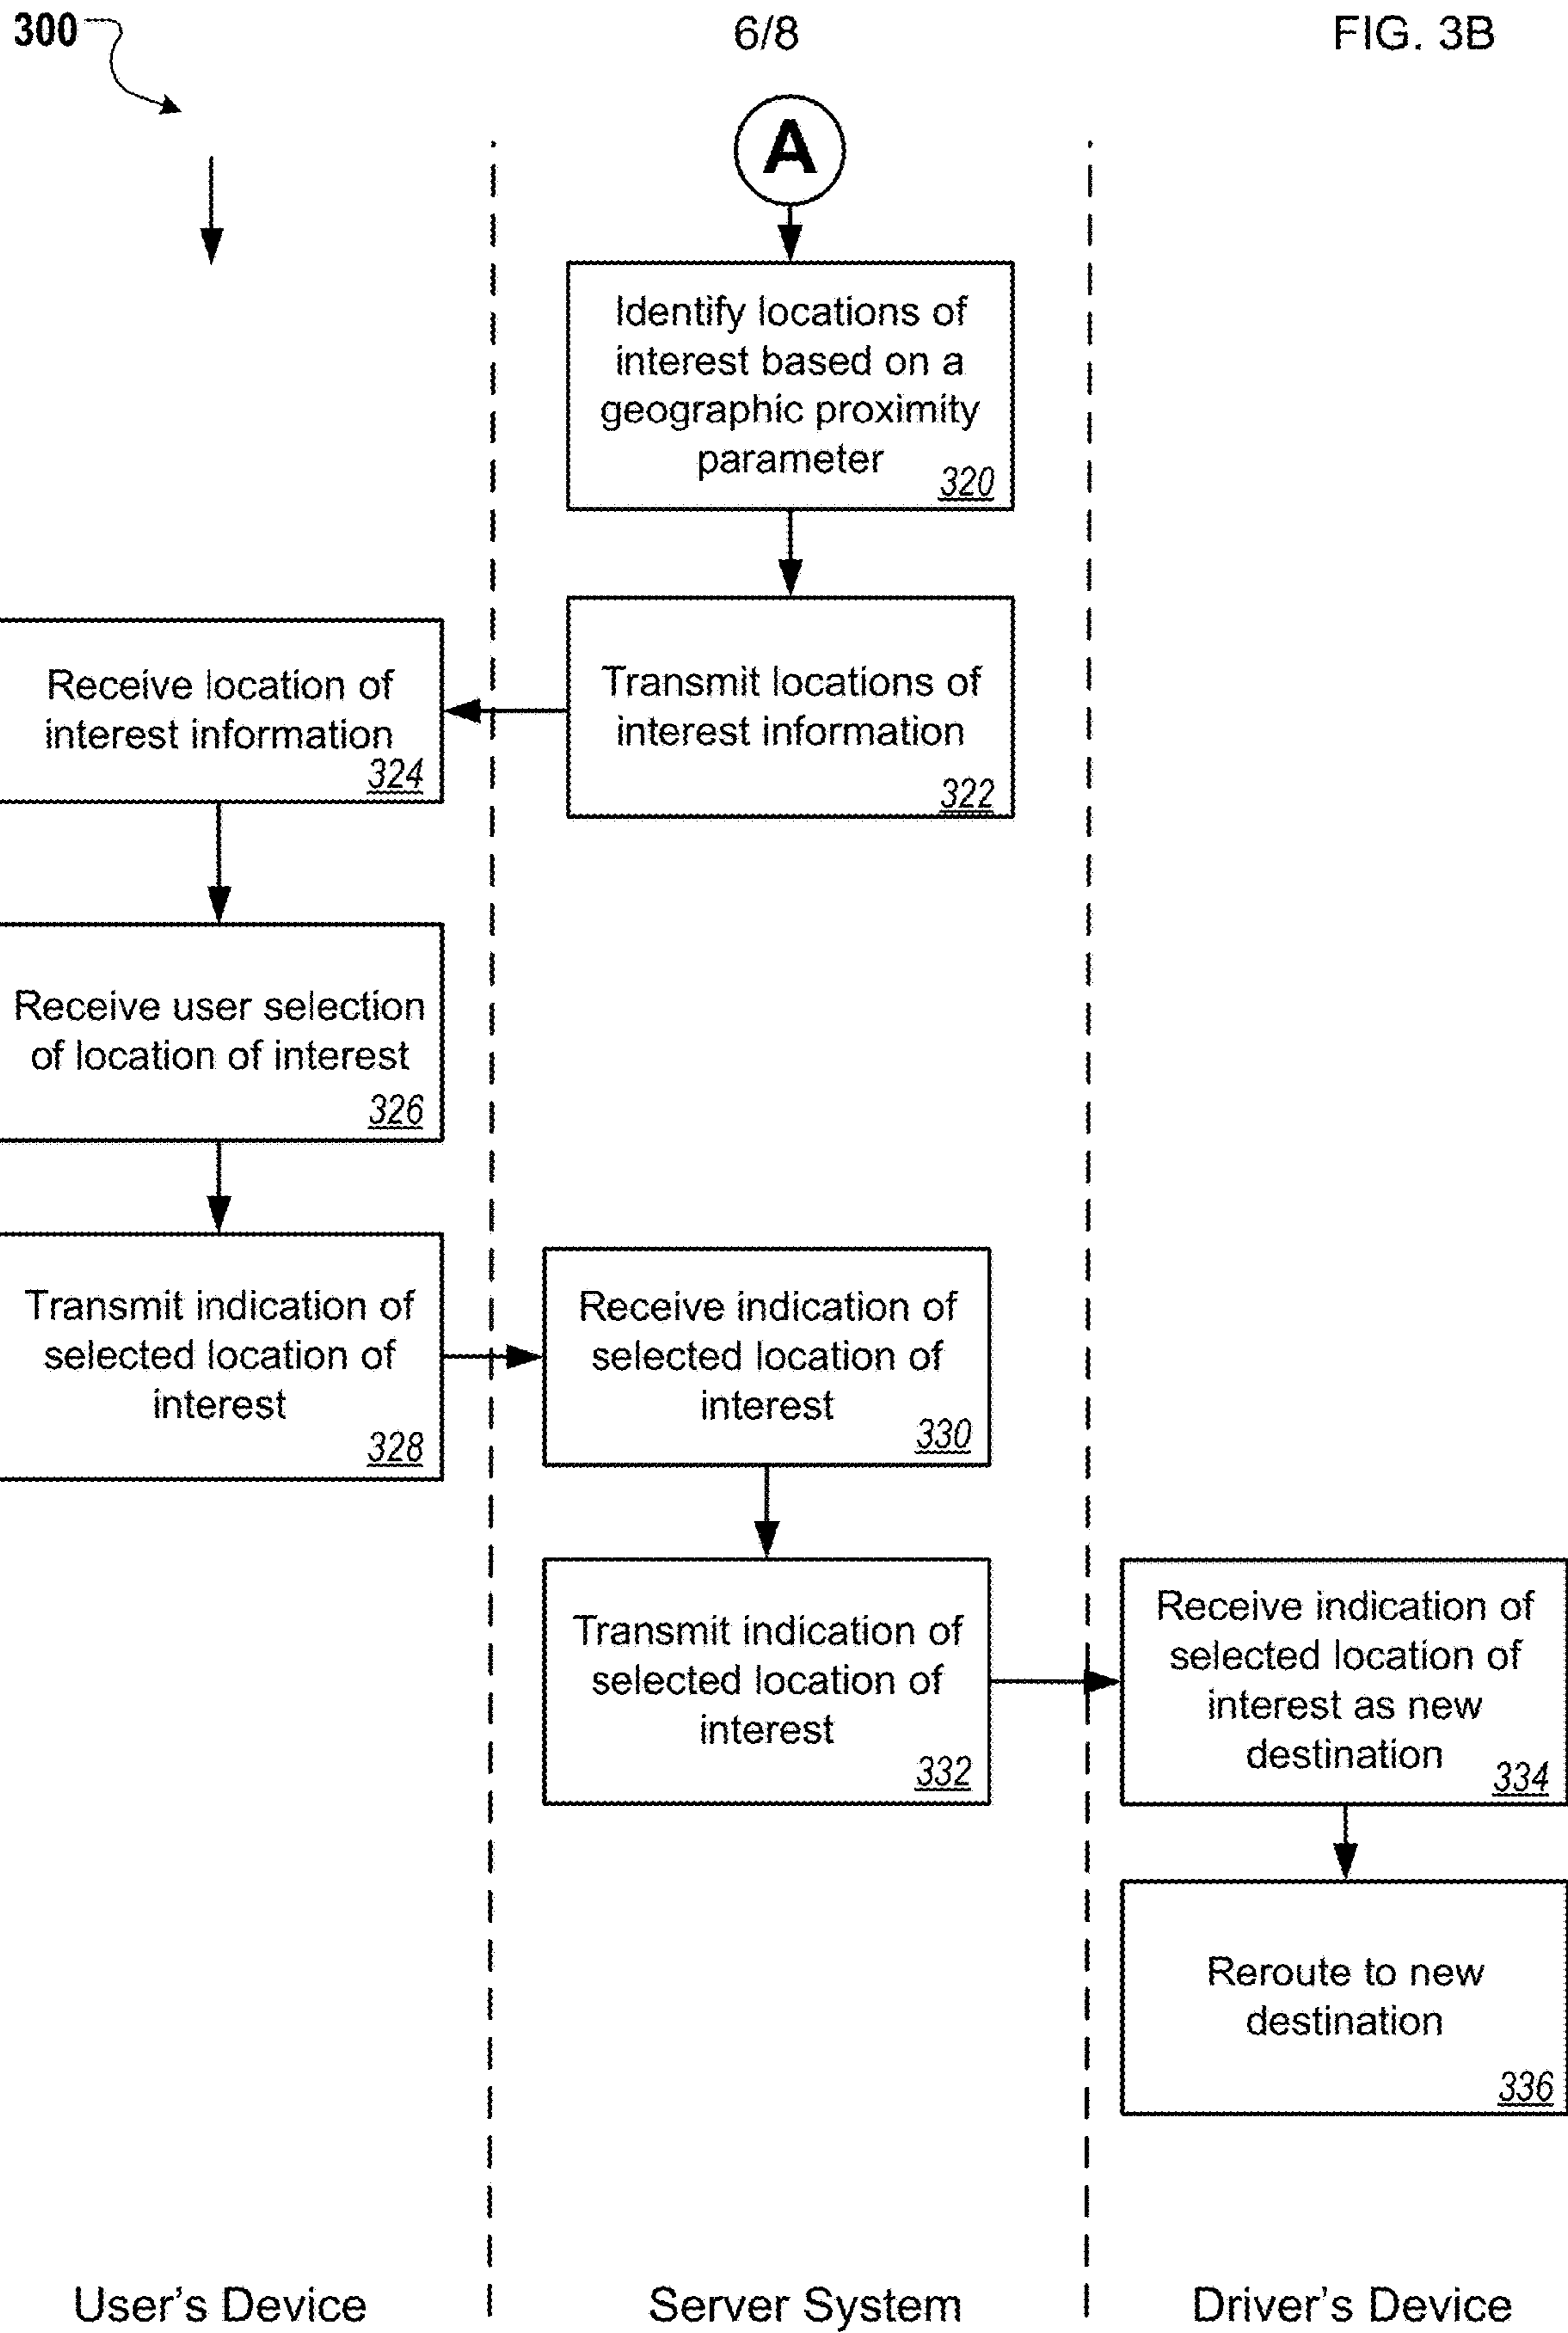 300
6/8
FIG. 3B
A
Identify locations of
interest based on a
geographic proximity
parameter
320
Transmit locations of
interest information
322
Receive location of
interest information
324
Receive user selection
of location of interest
326
Transmit indication of
selected location of
interest
328
Receive indication of
selected location of
interest
330
Transmit indication of
selected location of
interest
332
Receive indication of
selected location of
interest as new
destination
334
Reroute to new
destination
336
User's Device
Server System
Driver's Device